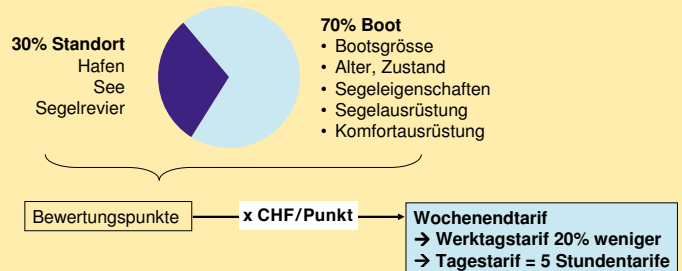 30% Standort
Hafen
See
Segelrevier
70% Boot
• Bootsgrösse
• Alter, Zustand
• Segeleigenschaften
• Segelausrüstung
• Komfortausrüstung
Bewertungspunkte
x CHF/Punkt
Wochenendtarif
→ Werktagstarif 20% weniger
→ Tagestarif = 5 Stundentarife